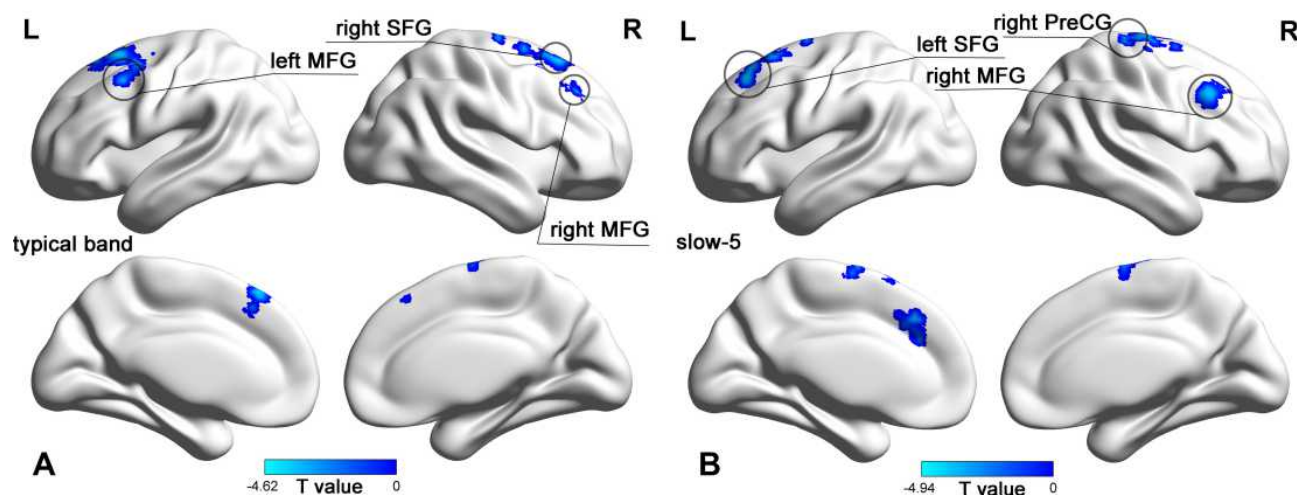 L
right SFG
R
left MFG
right MFG
typical band
A
-4.62
0
T value
L
right PreCG
R
left SFG
right MFG
slow-5
B
-4.94
0
T value